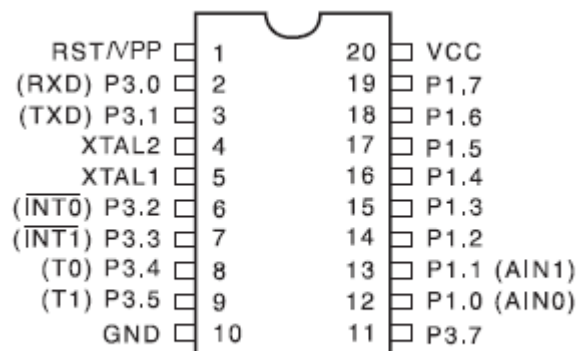 RST/VPP 1 20 VCC
(RXD) P3.0 2 19 P1.7
(TXD) P3.1 3 18 P1.6
XTAL2 4 17 P1.5
XTAL1 5 16 P1.4
(INT0) P3.2 6 15 P1.3
(INT1) P3.3 7 14 P1.2
(T0) P3.4 8 13 P1.1 (AIN1)
(T1) P3.5 9 12 P1.0 (AIN0)
GND 10 11 P3.7